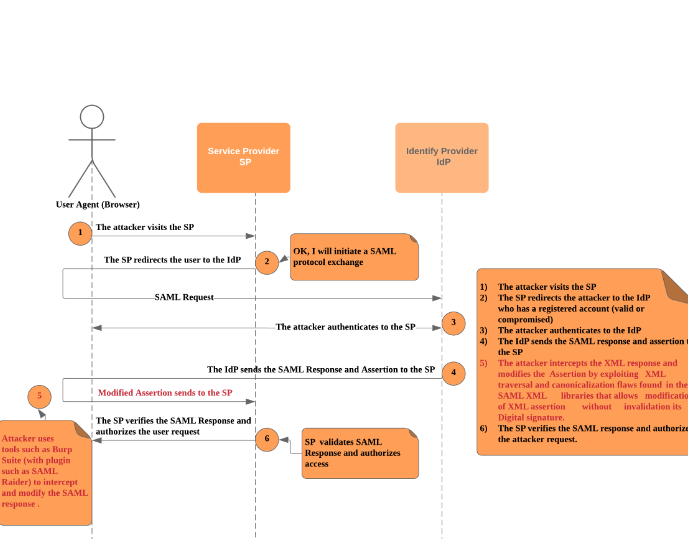 Service Provider
SP
Identify Provider
IdP
User Agent (Browser)
1
The attacker visits the SP
The SP redirects the user to the IdP
2
OK, I will initiate a SAML
protocol exchange
SAML Request
The attacker authenticates to the SP
3
The IdP sends the SAML Response and Assertion to the SP
4
5
Modified Assertion sends to the SP
The SP verifies the SAML Response and
authorizes the user request
6
SP validates SAML
Response and authorizes
access
Attacker uses
tools such as Burp
Suite (with plugin
such as SAML
Raider) to intercept
and modify the SAML
response .
1) The attacker visits the SP
2) The SP redirects the attacker to the IdP
who has a registered account (valid or
compromised)
3) The attacker authenticates to the IdP
4) The IdP sends the SAML response and assertion
the SP
5) The attacker intercepts the XML response and
modifies the Assertion by exploiting XML
traversal and canonicalization flaws found in the
SAML XML libraries that allows
of XML assertion without invalidation its
Digital signature.
6) The SP verifies the SAML response and
the attacker request.